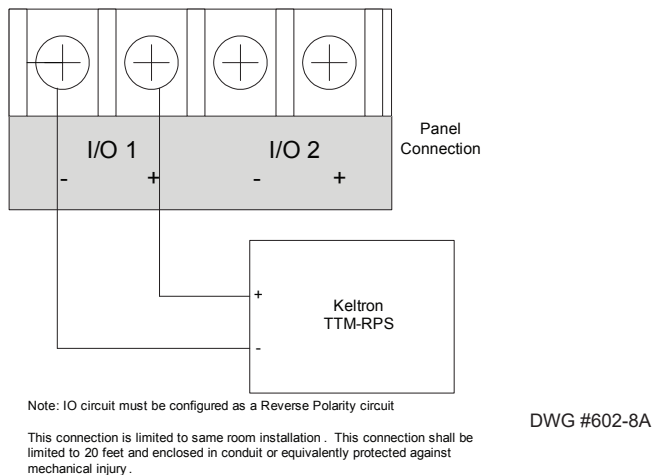 I/O 1 I/O 2
- + - +
Panel
Connection
+
Keltron
TTM-RPS
-
Note: IO circuit must be configured as a Reverse Polarity circuit
DWG #602-8A
This connection is limited to same room installation . This connection shall be
limited to 20 feet and enclosed in conduit or equivalently protected against
mechanical injury .